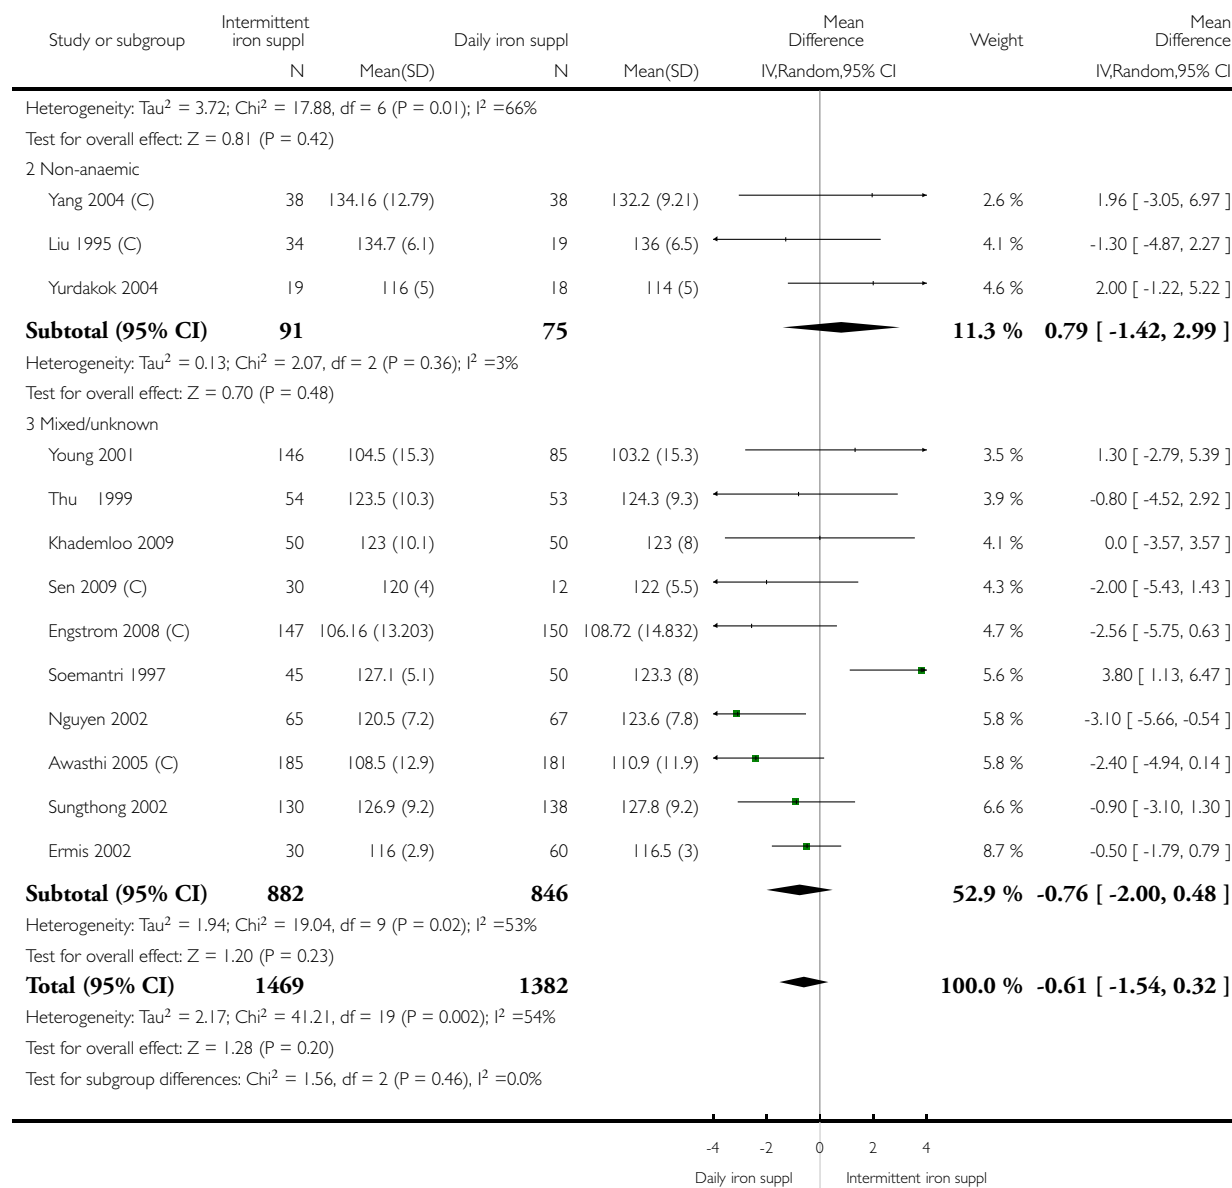 Study or subgroup Intermittent iron suppl Daily iron suppl Mean Difference Weight Mean Difference
N Mean(SD) N Mean(SD) IV,Random,95% CI IV,Random,95% CI
Heterogeneity: Tau² = 3.72; Chi² = 17.88, df = 6 (P = 0.01); I² =66%
Test for overall effect: Z = 0.81 (P = 0.42)
2 Non-anaemic
Yang 2004 (C) 38 134.16 (12.79) 38 132.2 (9.21) 2.6 % 1.96 [ -3.05, 6.97 ]
Liu 1995 (C) 34 134.7 (6.1) 19 136 (6.5) 4.1 % -1.30 [ -4.87, 2.27 ]
Yurdakok 2004 19 116 (5) 18 114 (5) 4.6 % 2.00 [ -1.22, 5.22 ]
Subtotal (95% CI) 91 75 11.3 % 0.79 [ -1.42, 2.99 ]
Heterogeneity: Tau² = 0.13; Chi² = 2.07, df = 2 (P = 0.36); I² =3%
Test for overall effect: Z = 0.70 (P = 0.48)
3 Mixed/unknown
Young 2001 146 104.5 (15.3) 85 103.2 (15.3) 3.5 % 1.30 [ -2.79, 5.39 ]
Thu 1999 54 123.5 (10.3) 53 124.3 (9.3) 3.9 % -0.80 [ -4.52, 2.92 ]
Khademloo 2009 50 123 (10.1) 50 123 (8) 4.1 % 0.0 [ -3.57, 3.57 ]
Sen 2009 (C) 30 120 (4) 12 122 (5.5) 4.3 % -2.00 [ -5.43, 1.43 ]
Engstrom 2008 (C) 147 106.16 (13.203) 150 108.72 (14.832) 4.7 % -2.56 [ -5.75, 0.63 ]
Soemantri 1997 45 127.1 (5.1) 50 123.3 (8) 5.6 % 3.80 [ 1.13, 6.47 ]
Nguyen 2002 65 120.5 (7.2) 67 123.6 (7.8) 5.8 % -3.10 [ -5.66, -0.54 ]
Awasthi 2005 (C) 185 108.5 (12.9) 181 110.9 (11.9) 5.8 % -2.40 [ -4.94, 0.14 ]
Sungthong 2002 130 126.9 (9.2) 138 127.8 (9.2) 6.6 % -0.90 [ -3.10, 1.30 ]
Ermis 2002 30 116 (2.9) 60 116.5 (3) 8.7 % -0.50 [ -1.79, 0.79 ]
Subtotal (95% CI) 882 846 52.9 % -0.76 [ -2.00, 0.48 ]
Heterogeneity: Tau² = 1.94; Chi² = 19.04, df = 9 (P = 0.02); I² =53%
Test for overall effect: Z = 1.20 (P = 0.23)
Total (95% CI) 1469 1382 100.0 % -0.61 [ -1.54, 0.32 ]
Heterogeneity: Tau² = 2.17; Chi² = 41.21, df = 19 (P = 0.002); I² =54%
Test for overall effect: Z = 1.28 (P = 0.20)
Test for subgroup differences: Chi² = 1.56, df = 2 (P = 0.46), I² =0.0%
-4 -2 0 2 4
Daily iron suppl Intermittent iron suppl